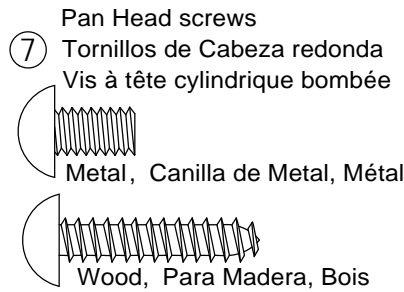 Pan Head screws
7 Tornillos de Cabeza redonda
Vis à tête cylindrique bombée
Metal, Canilla de Metal, Métal
Wood, Para Madera, Bois